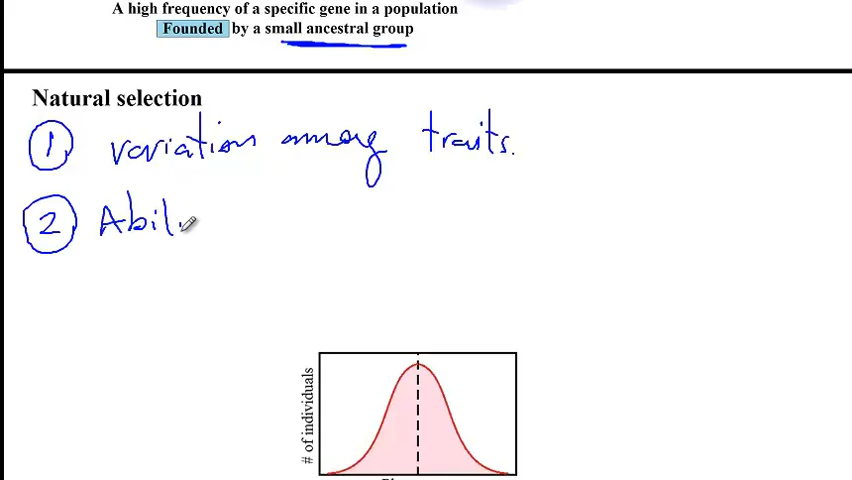 A high frequency of a specific gene in a population
Founded by a small ancestral group
Natural selection
1 variation among traits.
2 Abili
# of individuals